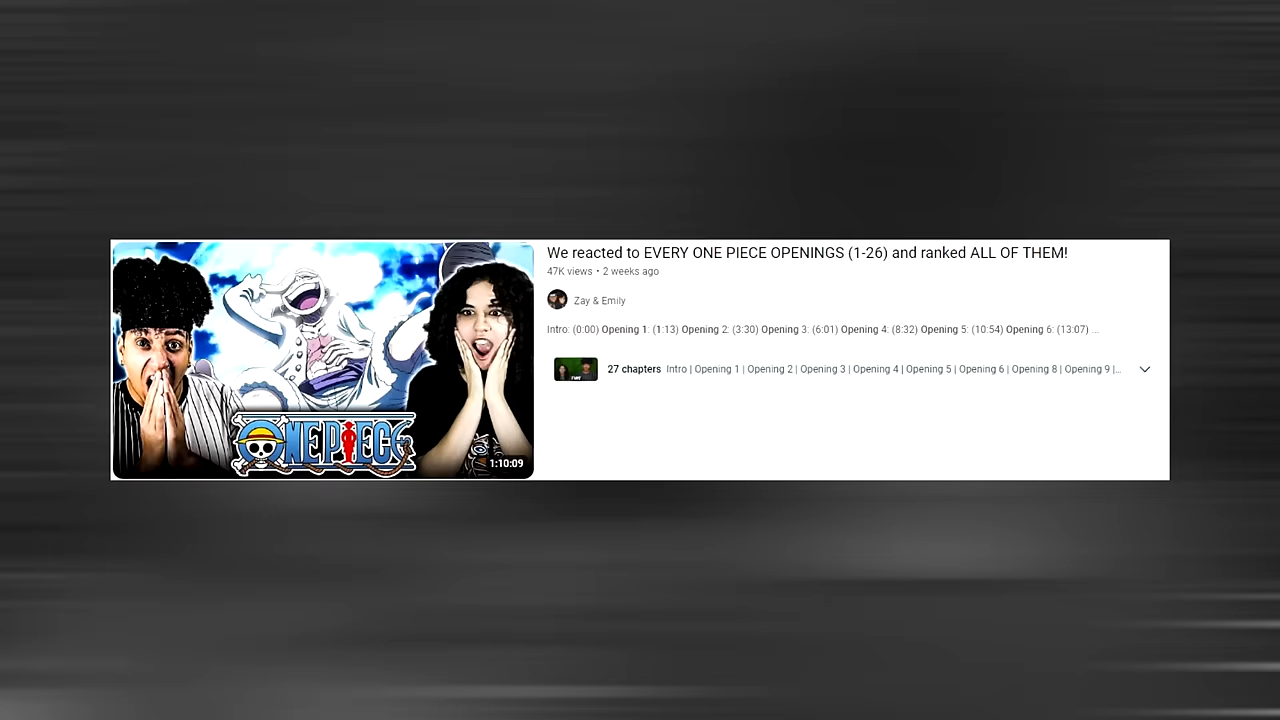 We reacted to EVERY ONE PIECE OPENINGS (1-26) and ranked ALL OF THEM!
47K views • 2 weeks ago
Zay & Emily
Intro: (0:00) Opening 1: (1:13) Opening 2: (3:30) Opening 3: (6:01) Opening 4: (8:32) Opening 5: (10:54) Opening 6: (13:07) ...
27 chapters Intro | Opening 1 | Opening 2 | Opening 3 | Opening 4 | Opening 5 | Opening 6 | Opening 8 | Opening 9 |...
ONE PIECE
1:10:09